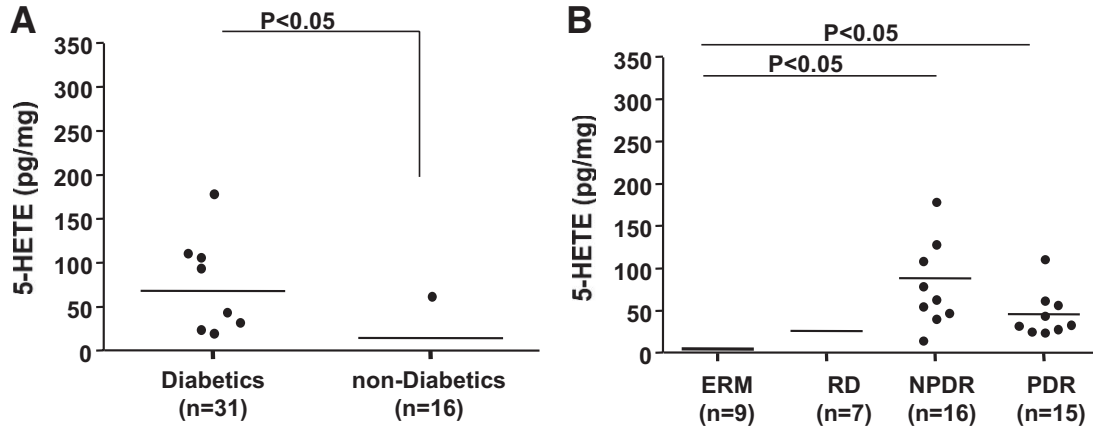 A
P<0.05
350
300
250
200
150
100
50
0
5-HETE (pg/mg)
Diabetics
(n=31)
non-Diabetics
(n=16)
B
P<0.05
P<0.05
350
300
250
200
150
100
50
0
5-HETE (pg/mg)
ERM
(n=9)
RD
(n=7)
NPDR
(n=16)
PDR
(n=15)